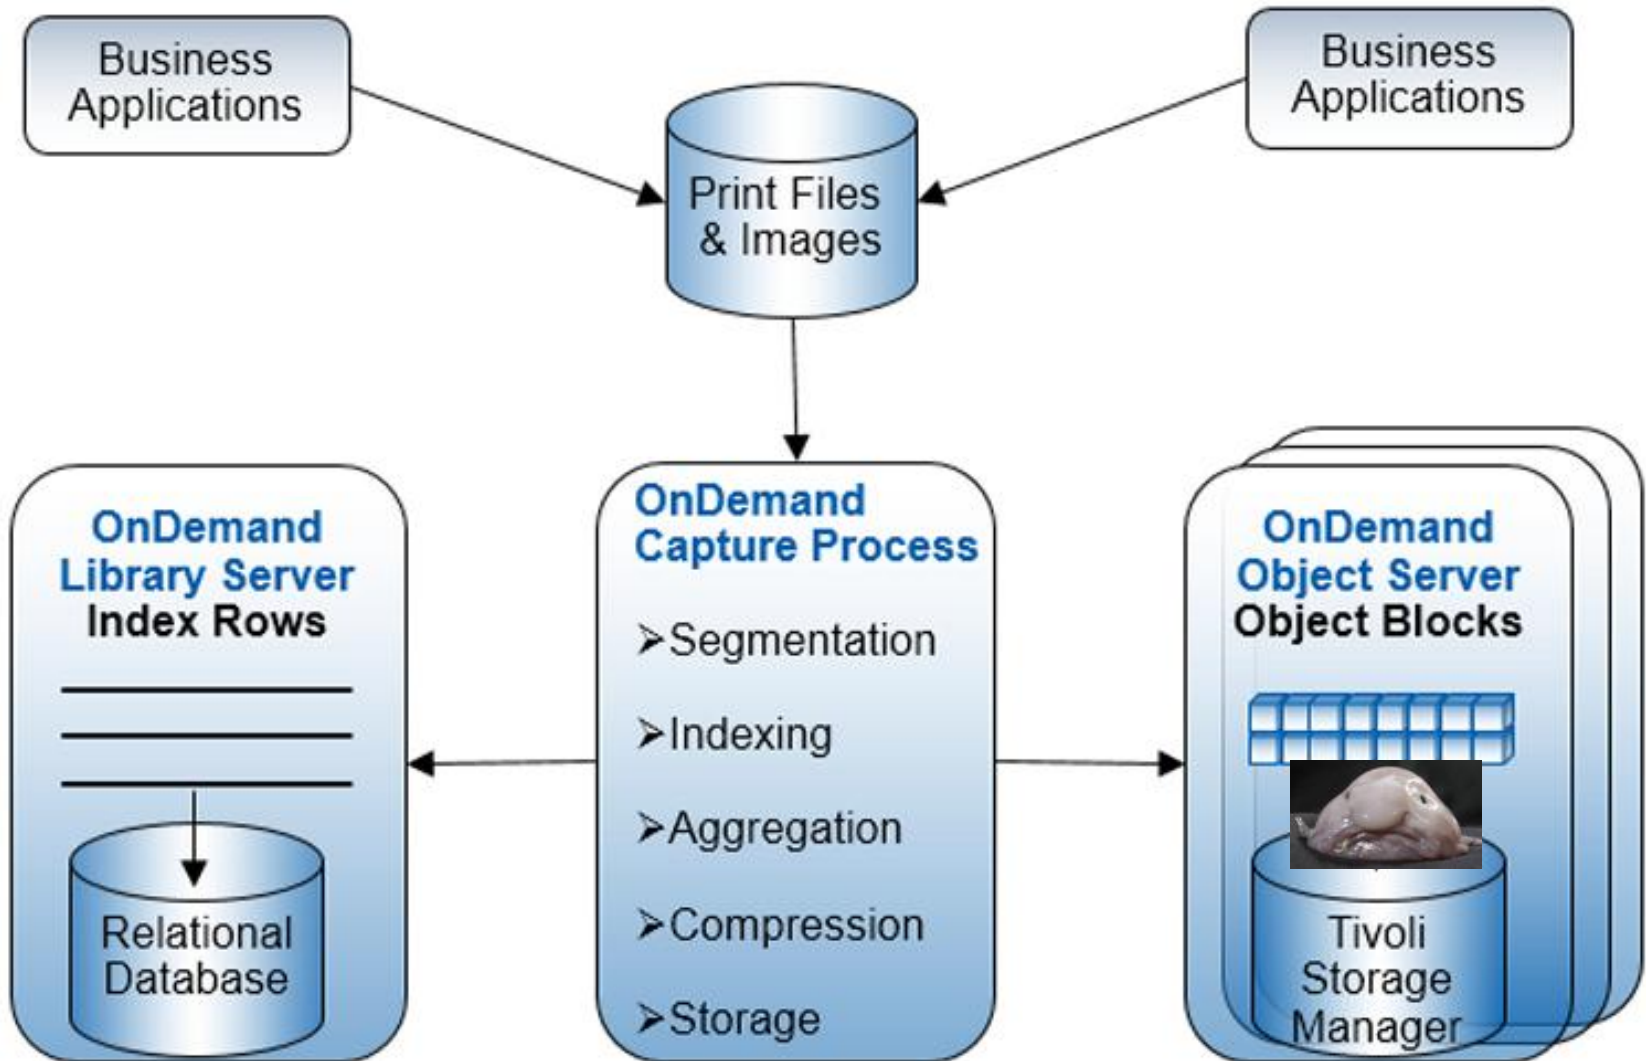 Business
Applications
Business
Applications
Print Files
& Images
OnDemand
Library Server
Index Rows
Relational
Database
OnDemand
Capture Process
➢Segmentation
➢Indexing
➢Aggregation
➢Compression
➢Storage
OnDemand
Object Server
Object Blocks
Tivoli
Storage
Manager